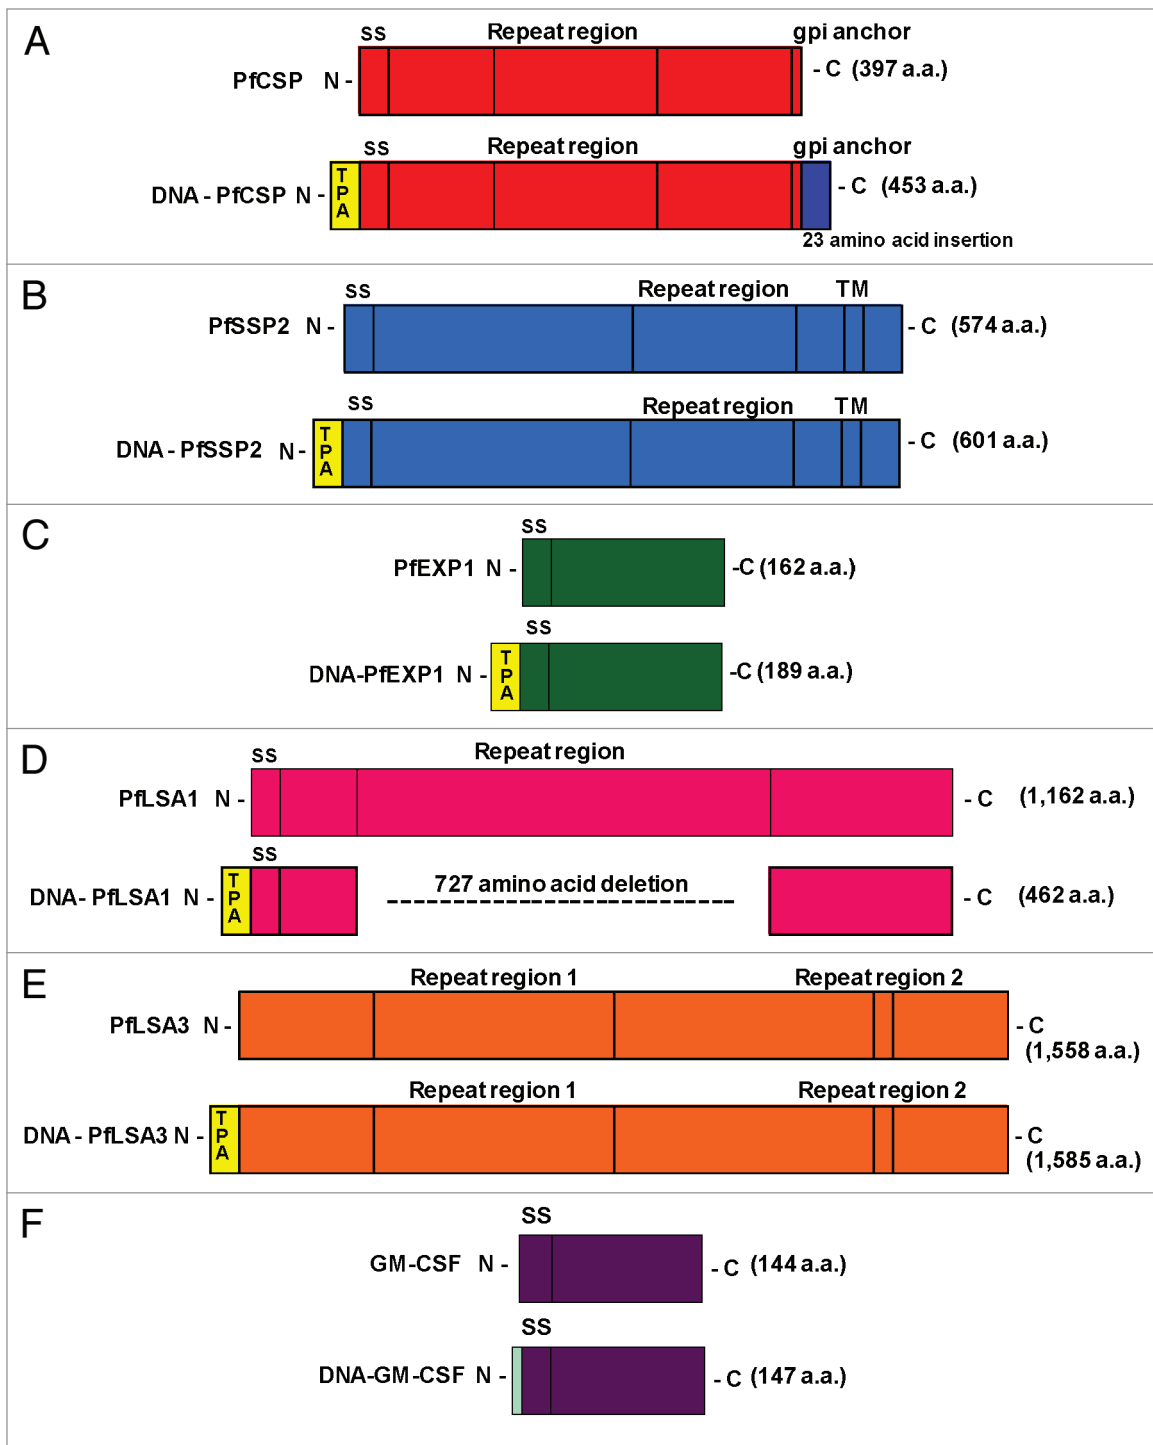 A
SS Repeat region gpi anchor
PfCSP N - - C (397 a.a.)
SS Repeat region gpi anchor
DNA - PfCSP N - TPA - C (453 a.a.)
23 amino acid insertion
B
SS Repeat region TM
PfSSP2 N - - C (574 a.a.)
SS Repeat region TM
DNA - PfSSP2 N - TPA - C (601 a.a.)
C
SS
PfEXP1 N - -C (162 a.a.)
SS
DNA-PfEXP1 N - TPA -C (189 a.a.)
D
SS Repeat region
PfLSA1 N - - C (1,162 a.a.)
SS
DNA- PfLSA1 N - TPA 727 amino acid deletion - C (462 a.a.)
E
Repeat region 1 Repeat region 2
PfLSA3 N - - C
(1,558 a.a.)
Repeat region 1 Repeat region 2
DNA - PfLSA3 N - TPA - C
(1,585 a.a.)
F
SS
GM-CSF N - - C (144 a.a.)
SS
DNA-GM-CSF N - - C (147 a.a.)